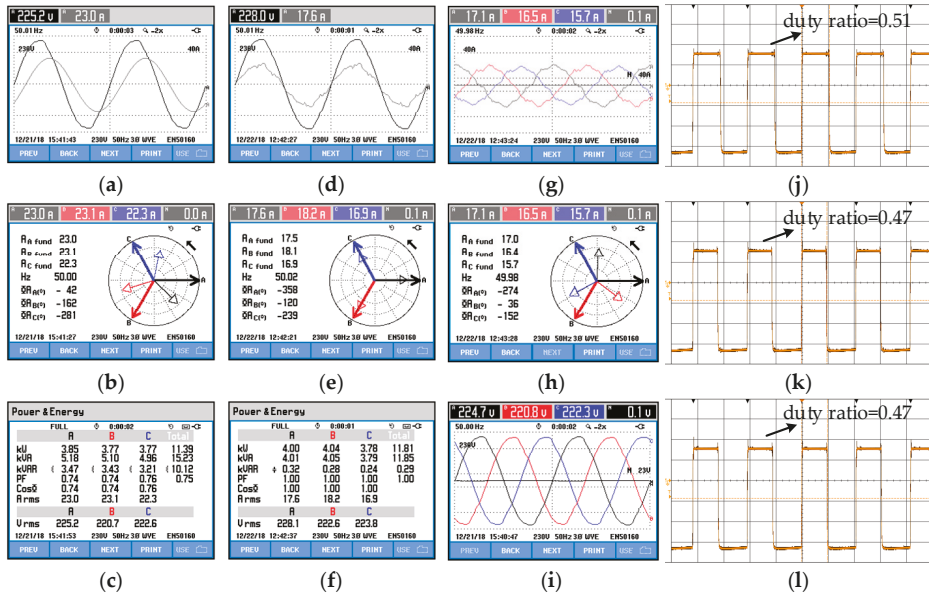 A 225.2 V A 23.0 A
50.01Hz 0:00:03 -2x
230V 40A
12/21/18 15:41:43 230V 50Hz 3Ø WYE EN50160
PREV BACK NEXT PRINT USE
(a)
228.0 V 17.6 A
50.01Hz 0:00:01 -2x
230V 40A
12/22/18 12:42:27 230V 50Hz 3Ø WYE EN50160
PREV BACK NEXT PRINT USE
(d)
A 17.1 A B 16.5 A C 15.7 A N 0.1 A
49.98 Hz 0:00:02 -2x
40A
N 40A
12/22/18 12:43:24 230V 50Hz 3Ø WYE EN50160
PREV BACK NEXT PRINT USE
(g)
duty ratio=0.51
(j)
A 23.0 A B 23.1 A C 22.3 A N 0.0 A
A A fund 23.0
A B fund 23.1
A C fund 22.3
Hz 50.00
ΦA A(°) - 42
ΦA B(°) -162
ΦA C(°) -281
C
A
B
12/21/18 15:41:27 230V 50Hz 3Ø WYE EN50160
PREV BACK NEXT PRINT USE
(b)
A 17.6 A B 18.2 A C 16.9 A N 0.1 A
A A fund 17.5
A B fund 18.1
A C fund 16.9
Hz 50.02
ΦA A(°) -358
ΦA B(°) -120
ΦA C(°) -239
C
A
B
12/22/18 12:42:21 230V 50Hz 3Ø WYE EN50160
PREV BACK NEXT PRINT USE
(e)
A 17.1 A B 16.5 A C 15.7 A N 0.1 A
A A fund 17.0
A B fund 16.4
A C fund 15.7
Hz 49.98
ΦA A(°) -274
ΦA B(°) - 36
ΦA C(°) -152
C
A
B
12/22/18 12:43:28 230V 50Hz 3Ø WYE EN50160
PREV BACK NEXT PRINT USE
(h)
duty ratio=0.47
(k)
Power & Energy
FULL 0:00:02
A B C Total
kW 3.85 3.77 3.77 11.39
kVA 5.18 5.10 4.96 15.23
kVAR ( 3.47 ( 3.43 ( 3.21 ( 10.12
PF 0.74 0.74 0.76 0.75
CosΦ 0.74 0.74 0.76
A rms 23.0 23.1 22.3
A B C
V rms 225.2 220.7 222.6
12/21/18 15:41:53 230V 50Hz 3Ø WYE EN50160
PREV BACK NEXT PRINT USE
(c)
Power & Energy
FULL 0:00:01
A B C Total
kW 4.00 4.04 3.78 11.81
kVA 4.01 4.05 3.79 11.85
kVAR 0.32 0.28 0.24 0.29
PF 1.00 1.00 1.00 1.00
CosΦ 1.00 1.00 1.00
A rms 17.6 18.2 16.9
A B C
V rms 228.1 222.6 223.8
12/22/18 12:42:37 230V 50Hz 3Ø WYE EN50160
PREV BACK NEXT PRINT USE
(f)
224.7 V 220.8 V 222.3 V 0.1 V
50.00 Hz 0:00:02 -2x
230V
N 23V
12/21/18 15:40:47 230V 50Hz 3Ø WYE EN50160
PREV BACK NEXT PRINT USE
(i)
duty ratio=0.47
(l)